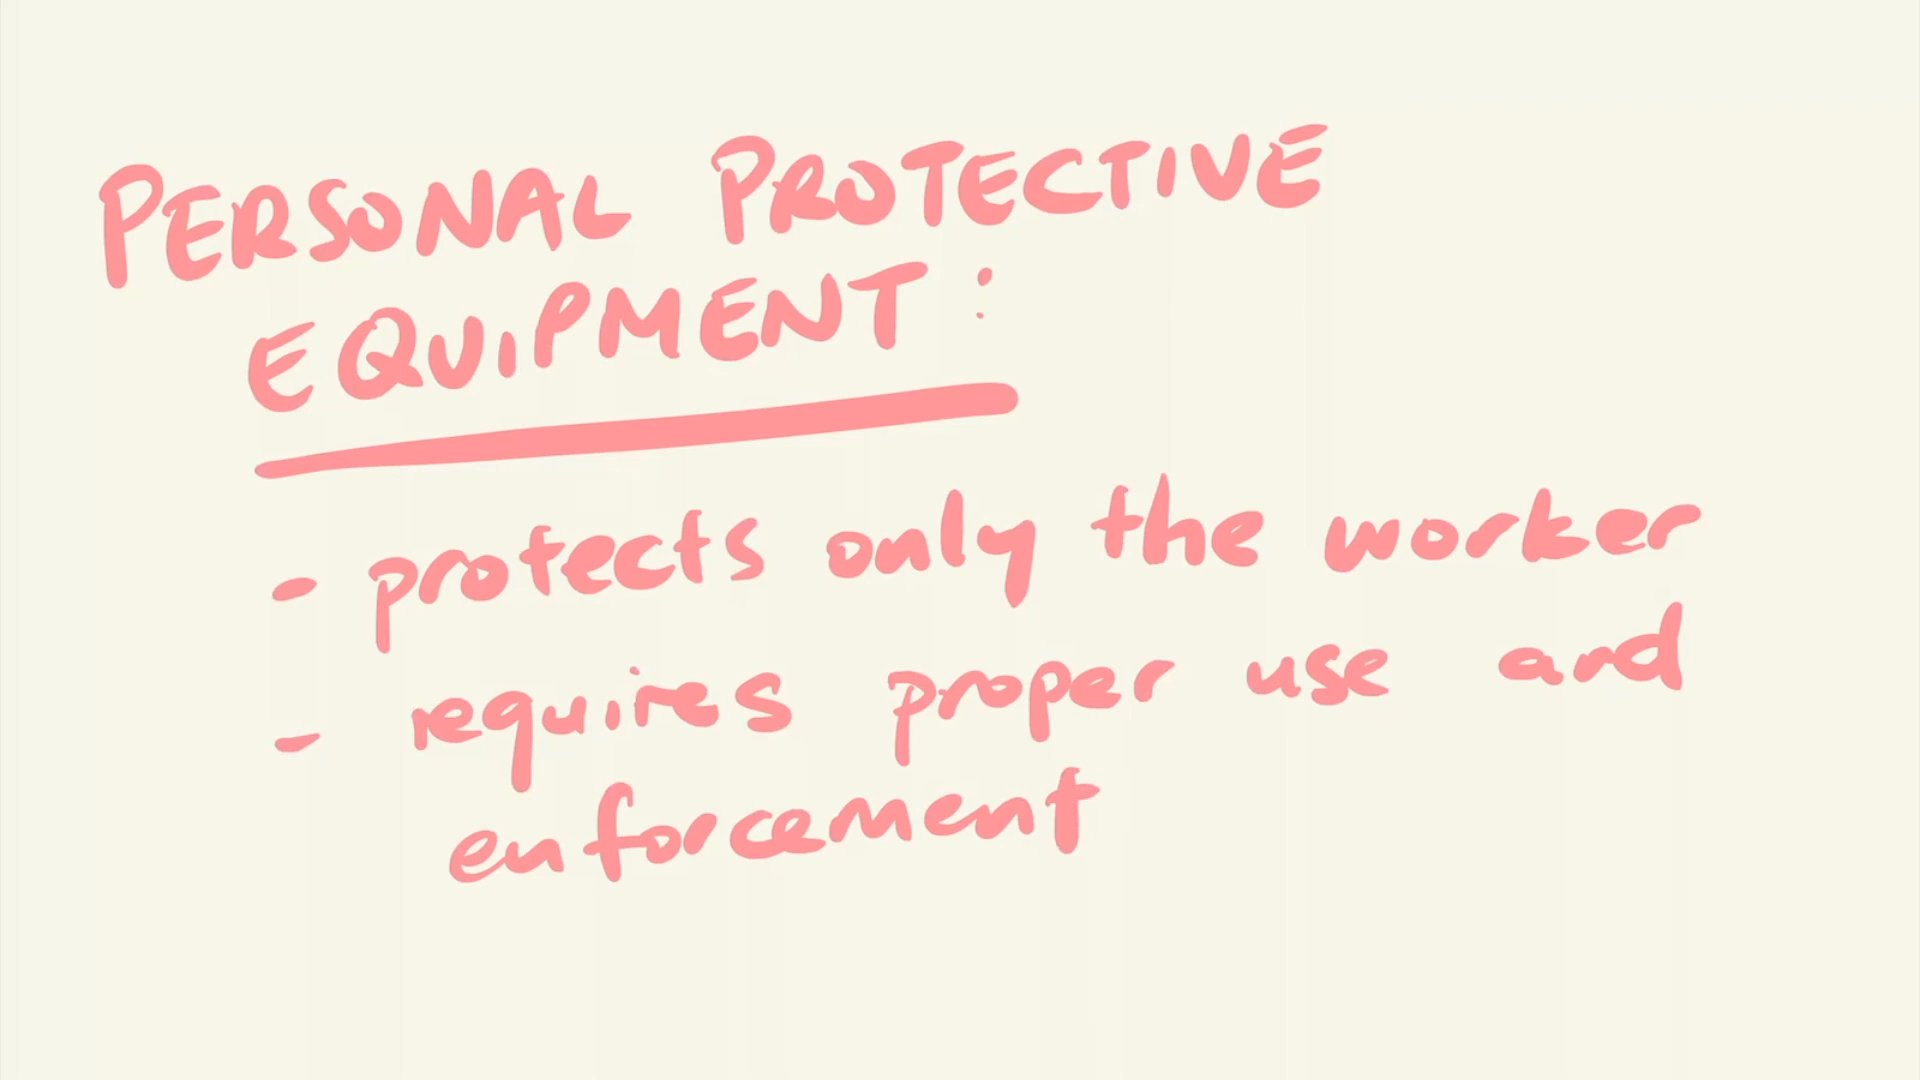 PERSONAL PROTECTIVE
EQUIPMENT:
- protects only the worker
- requires proper use and
enforcement